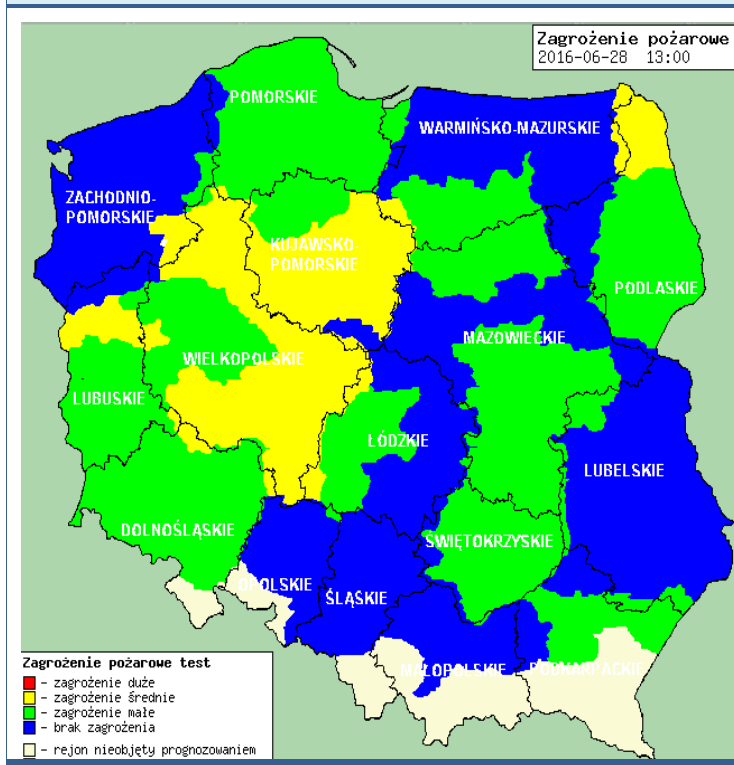 Zagrożenie pożarowe
2016-06-28 13:00
POMORSKIE
WARMIŃSKO-MAZURSKIE
ZACHODNIO-
POMORSKIE
KUJAWSKO-
POMORSKIE
PODLASKIE
MAZOWIECKIE
WIELKOPOLSKIE
LUBUSKIE
ŁÓDZKIE
LUBELSKIE
DOLNOŚLĄSKIE
ŚWIĘTOKRZYSKIE
OPOLSKIE
ŚLĄSKIE
MAŁOPOLSKIE
PODKARPACKIE
Zagrożenie pożarowe test
- zagrożenie duże
- zagrożenie średnie
- zagrożenie małe
- brak zagrożenia
- rejon nieobjęty prognozowaniem